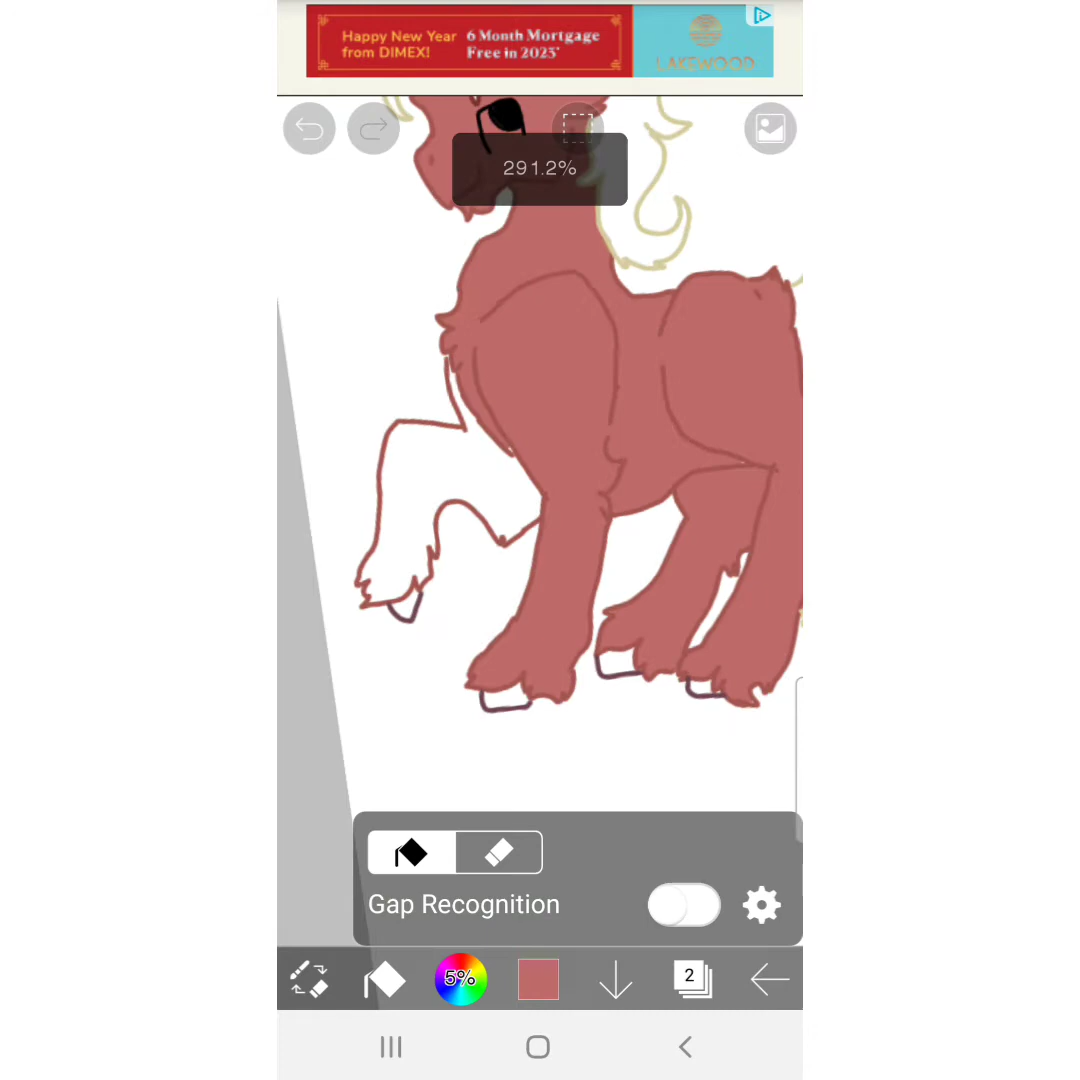 Happy New Year
from DIMEX!
6 Month Mortgage
Free in 2023*
LAKEWOOD
291.2%
Gap Recognition
5%
2